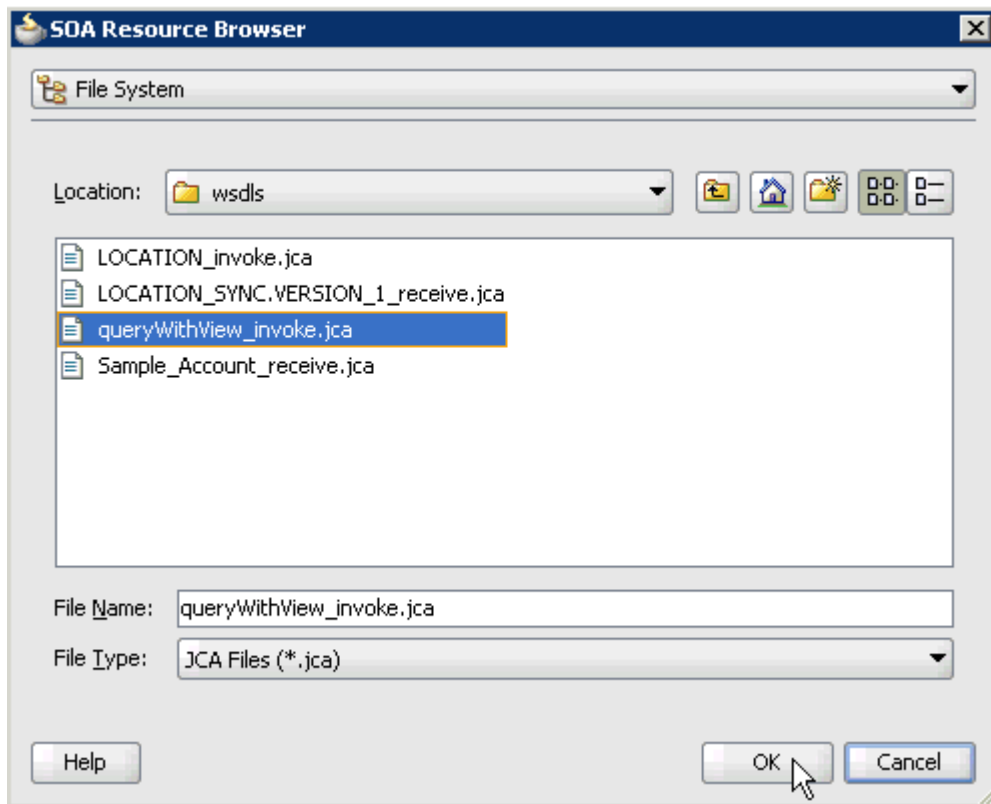 SOA Resource Browser
File System
Location: wsdls
LOCATION_invoke.jca
LOCATION_SYNC.VERSION_1_receive.jca
queryWithView_invoke.jca
Sample_Account_receive.jca
File Name: queryWithView_invoke.jca
File Type: JCA Files (*.jca)
Help OK Cancel